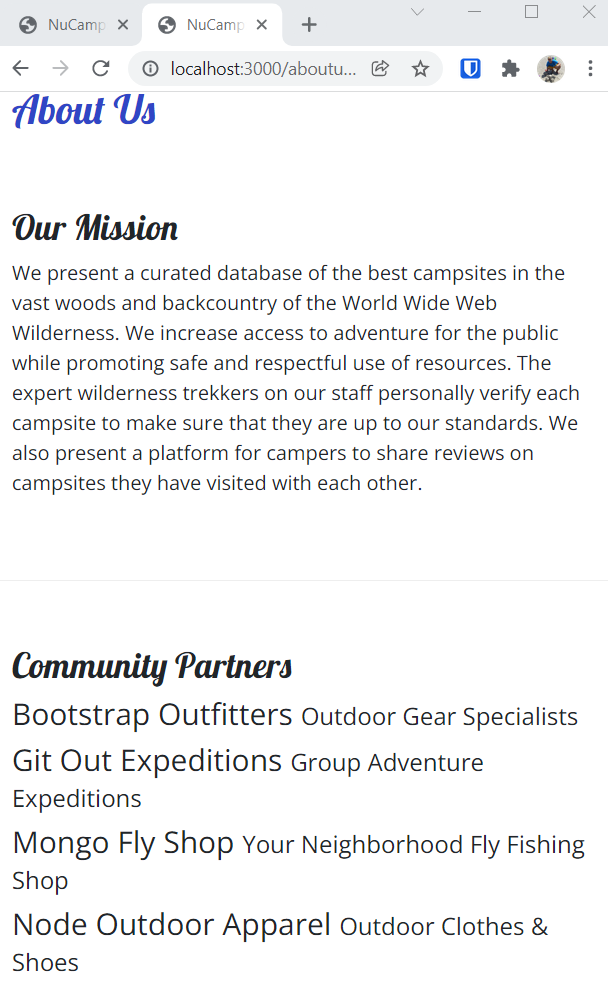 NuCamp
NuCamp
localhost:3000/aboutu...
About Us
Our Mission
We present a curated database of the best campsites in the
vast woods and backcountry of the World Wide Web
Wilderness. We increase access to adventure for the public
while promoting safe and respectful use of resources. The
expert wilderness trekkers on our staff personally verify each
campsite to make sure that they are up to our standards. We
also present a platform for campers to share reviews on
campsites they have visited with each other.
Community Partners
Bootstrap Outfitters Outdoor Gear Specialists
Git Out Expeditions Group Adventure
Expeditions
Mongo Fly Shop Your Neighborhood Fly Fishing
Shop
Node Outdoor Apparel Outdoor Clothes &
Shoes